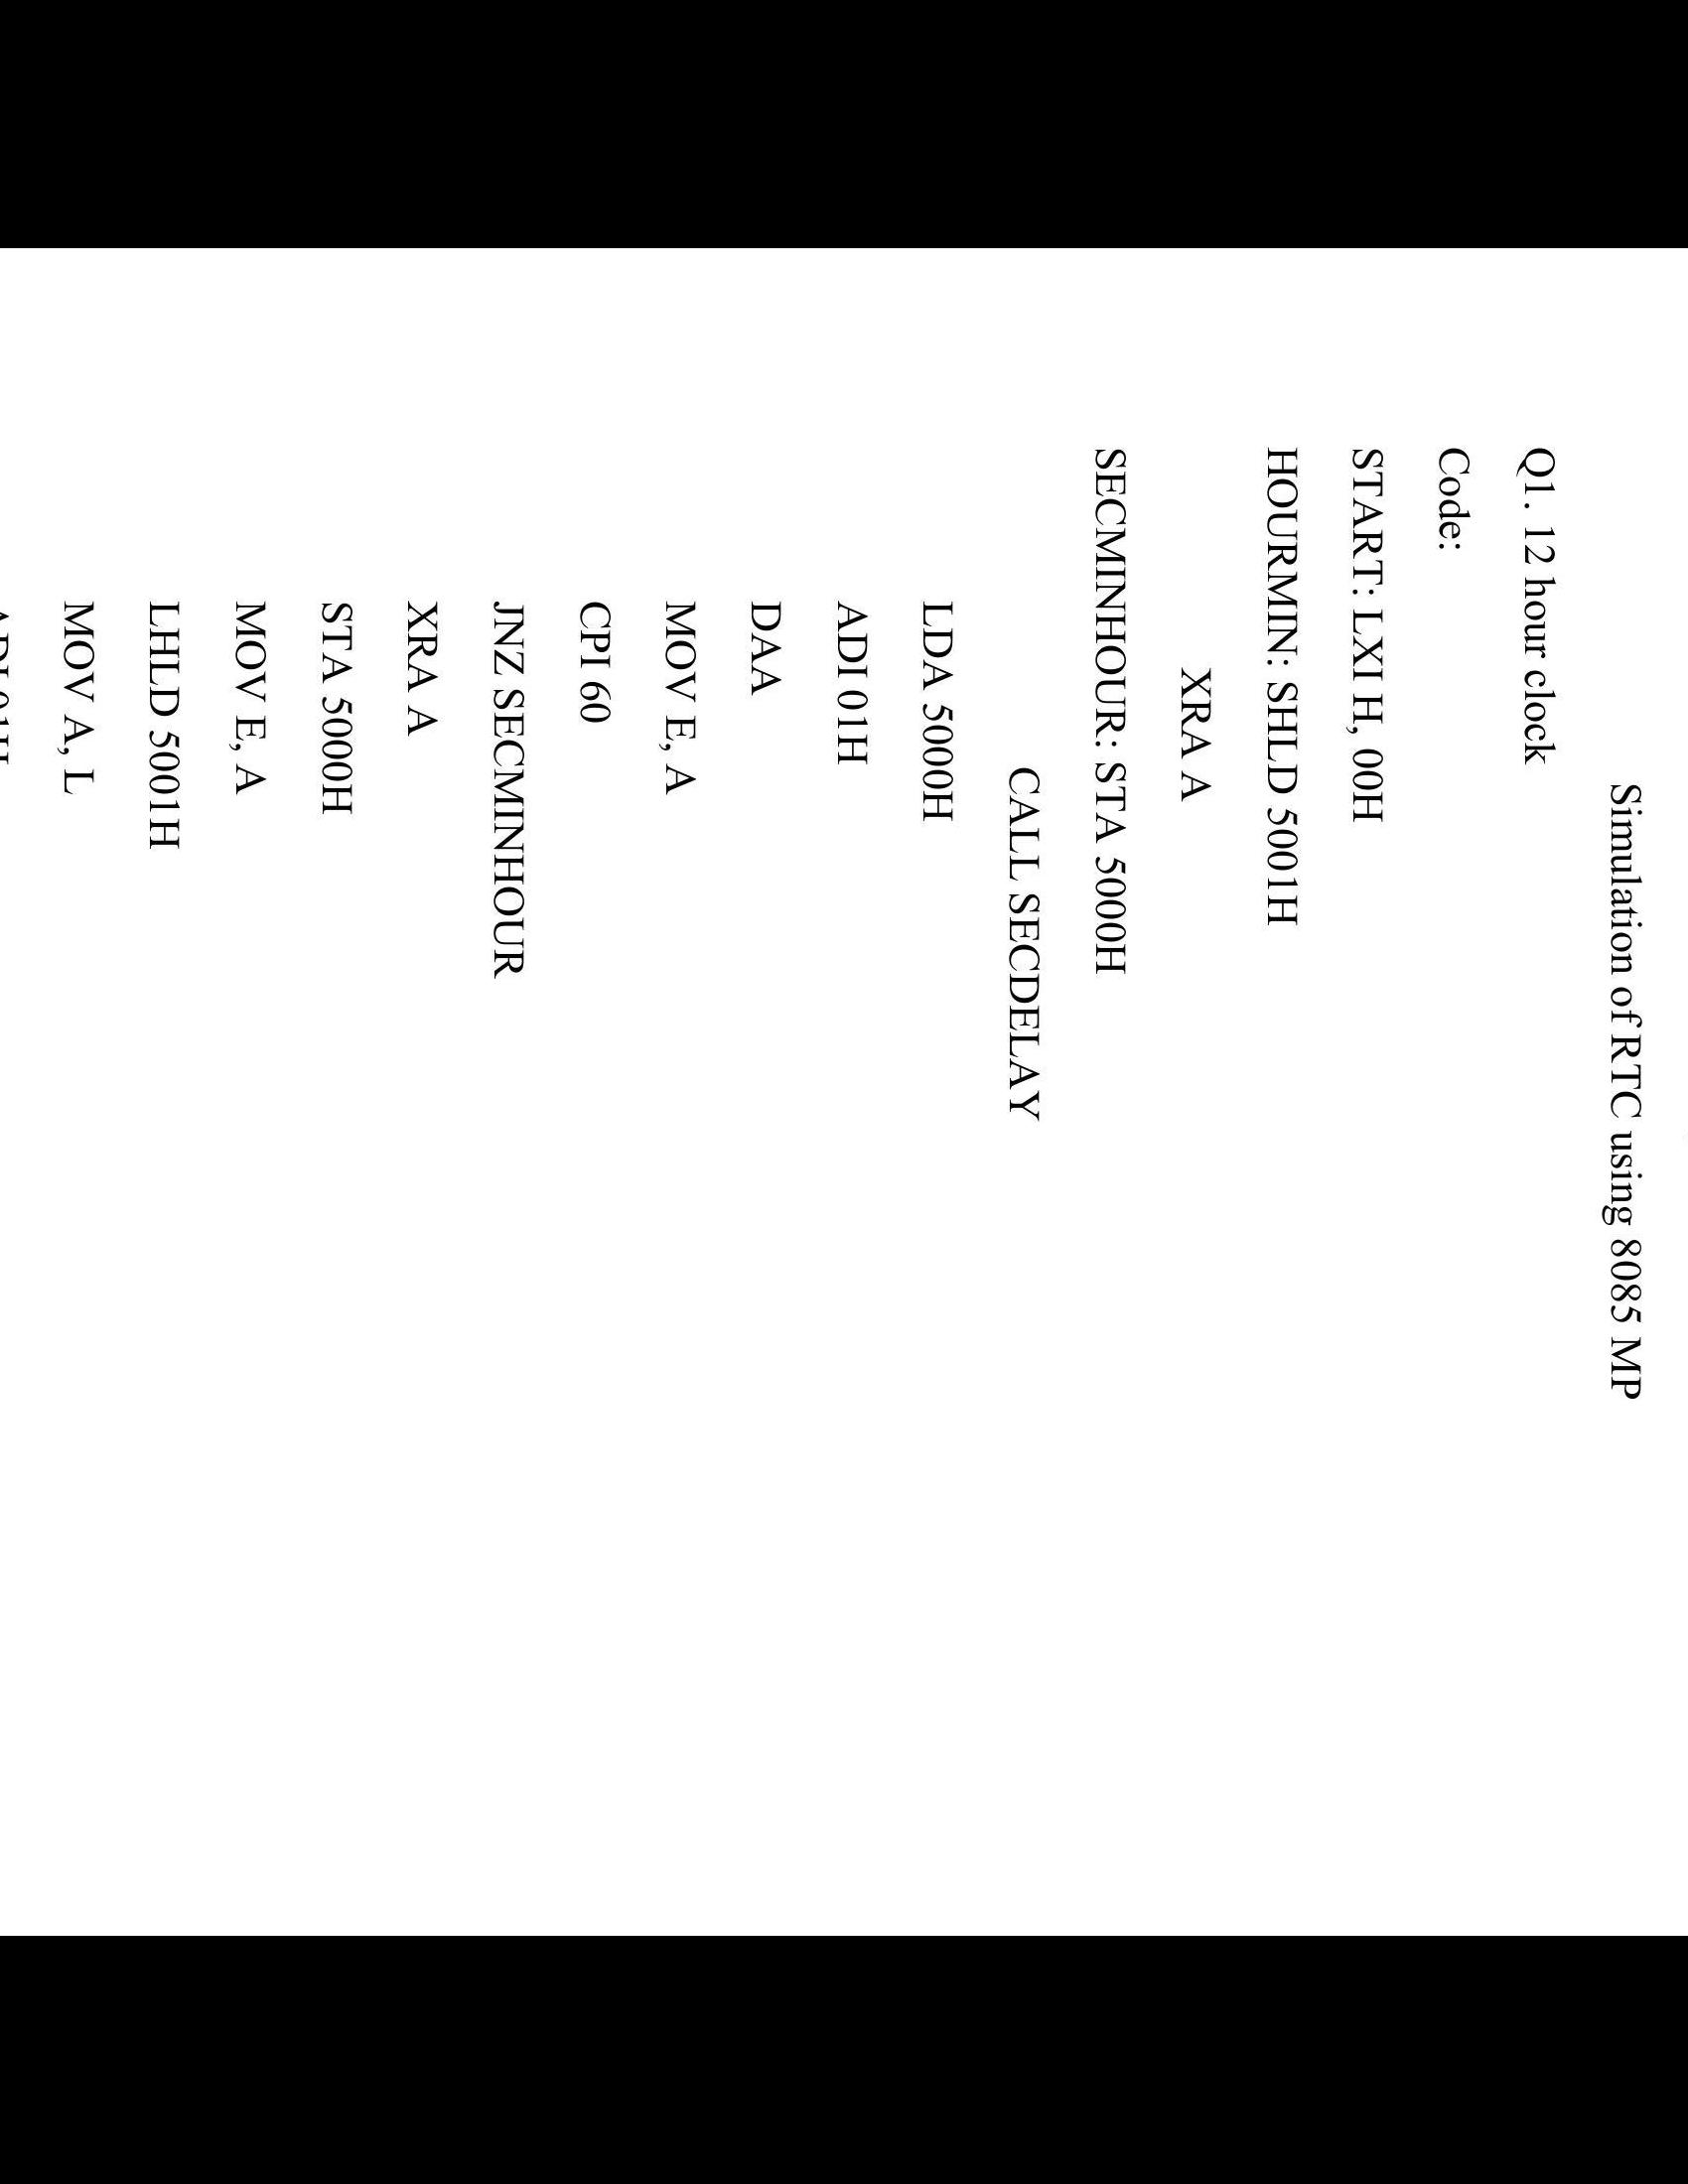 Simulation of RTC using 8085 MP
Q1. 12 hour clock
Code:
START: LXI H, 00H
HOURMIN: SHLD 5001H
XRA A
SECMINHOUR: STA 5000H
CALL SECDELAY
LDA 5000H
ADI 01H
DAA
MOV E, A
CPI 60
JNZ SECMINHOUR
XRA A
STA 5000H
MOV E, A
LHLD 5001H
MOV A, L
ADI 01H